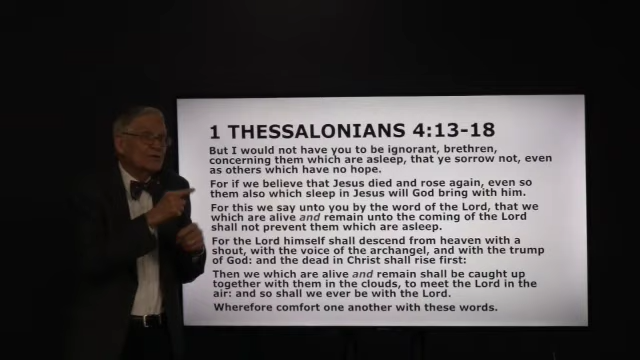 1 THESSALONIANS 4:13-18
But I would not have you to be ignorant, brethren,
concerning them which are asleep, that ye sorrow not, even
as others which have no hope.
For if we believe that Jesus died and rose again, even so
them also which sleep in Jesus will God bring with him.
For this we say unto you by the word of the Lord, that we
which are alive and remain unto the coming of the Lord
shall not prevent them which are asleep.
For the Lord himself shall descend from heaven with a
shout, with the voice of the archangel, and with the trump
of God: and the dead in Christ shall rise first:
Then we which are alive and remain shall be caught up
together with them in the clouds, to meet the Lord in the
air: and so shall we ever be with the Lord.
Wherefore comfort one another with these words.